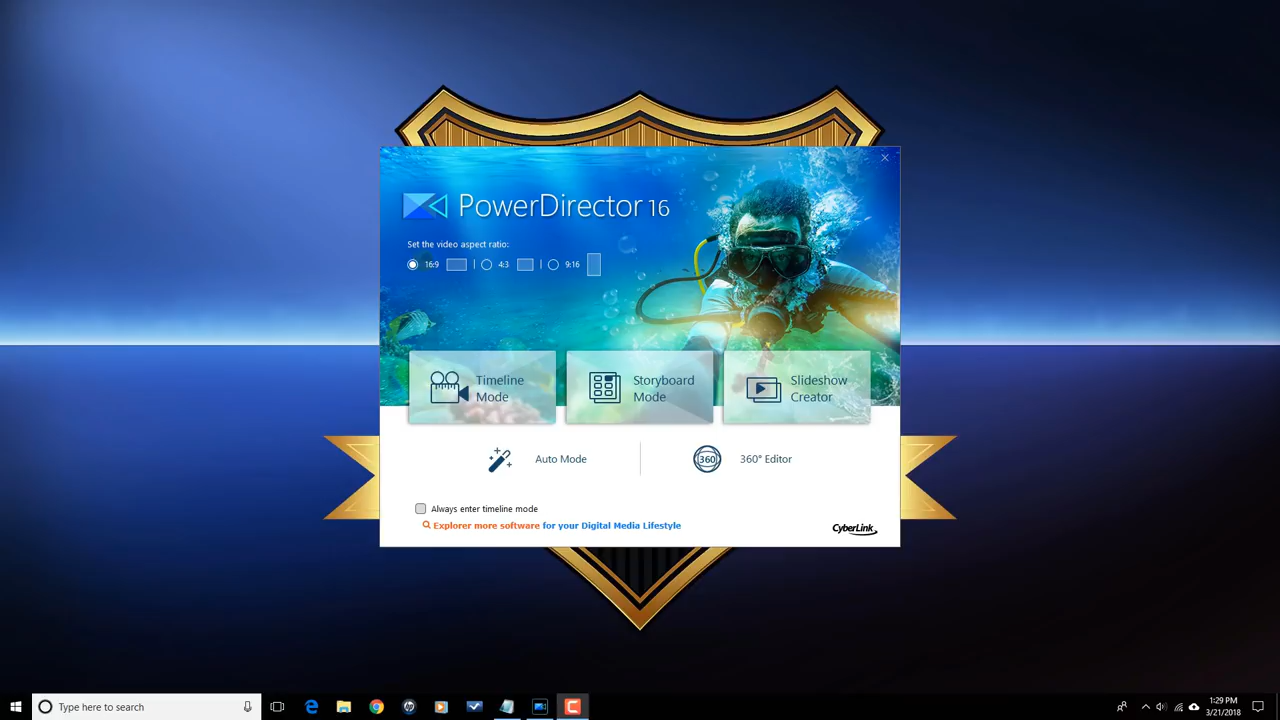 PowerDirector 16
Set the video aspect ratio:
16:9 4:3 9:16
Timeline Mode
Storyboard Mode
Slideshow Creator
Auto Mode
360 360° Editor
Always enter timeline mode
Explorer more software for your Digital Media Lifestyle
CyberLink
Type here to search
1:29 PM
3/21/2018